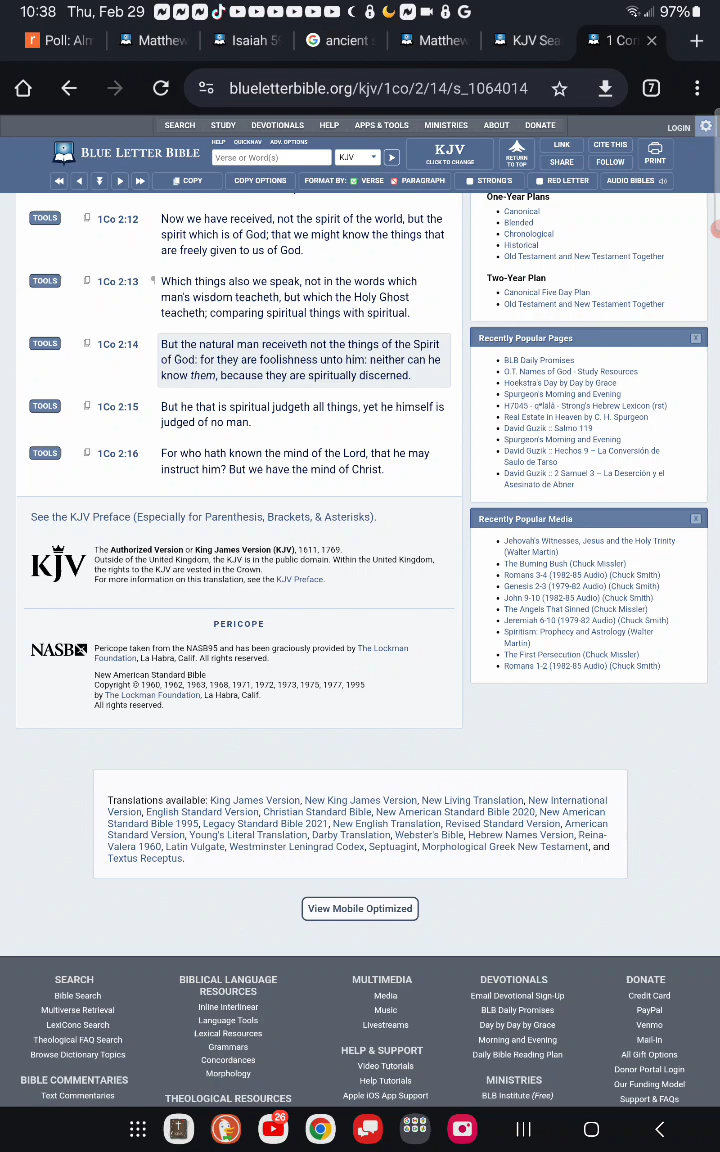 10:38 Thu, Feb 29
97%
Poll: Alm
Matthew
Isaiah 5
ancient
Matthew
KJV Sea
1 Cor
blueletterbible.org/kjv/1co/2/14/s_1064014
7
SEARCH STUDY DEVOTIONALS HELP APPS & TOOLS MINISTRIES ABOUT DONATE
LOGIN
BLUE LETTER BIBLE
HELP QUICKNAV ADV. OPTIONS
Verse or Word(s)
KJV
KJV
CLICK TO CHANGE
RETURN
TO TOP
LINK
CITE THIS
SHARE
FOLLOW
PRINT
COPY
COPY OPTIONS
FORMAT BY: VERSE PARAGRAPH
STRONG'S
RED LETTER
AUDIO BIBLES
TOOLS 1Co 2:12 Now we have received, not the spirit of the world, but the
spirit which is of God; that we might know the things that
are freely given to us of God.
TOOLS 1Co 2:13 ¶ Which things also we speak, not in the words which
man's wisdom teacheth, but which the Holy Ghost
teacheth; comparing spiritual things with spiritual.
TOOLS 1Co 2:14 But the natural man receiveth not the things of the Spirit
of God: for they are foolishness unto him: neither can he
know them, because they are spiritually discerned.
TOOLS 1Co 2:15 But he that is spiritual judgeth all things, yet he himself is
judged of no man.
TOOLS 1Co 2:16 For who hath known the mind of the Lord, that he may
instruct him? But we have the mind of Christ.
See the KJV Preface (Especially for Parenthesis, Brackets, & Asterisks).
KJV
The Authorized Version or King James Version (KJV), 1611, 1769.
Outside of the United Kingdom, the KJV is in the public domain. Within the United Kingdom,
the rights to the KJV are vested in the Crown.
For more information on this translation, see the KJV Preface.
PERICOPE
NASB
Pericope taken from the NASB95 and has been graciously provided by The Lockman
Foundation, La Habra, Calif. All rights reserved.
New American Standard Bible
Copyright © 1960, 1962, 1963, 1968, 1971, 1972, 1973, 1975, 1977, 1995
by The Lockman Foundation, La Habra, Calif.
All rights reserved.
One-Year Plans
• Canonical
• Blended
• Chronological
• Historical
• Old Testament and New Testament Together
Two-Year Plan
• Canonical Five Day Plan
• Old Testament and New Testament Together
Recently Popular Pages
• BLB Daily Promises
• O.T. Names of God - Study Resources
• Hoekstra's Day by Day by Grace
• Spurgeon's Morning and Evening
• H7045 - qᵊlālâ - Strong's Hebrew Lexicon (rst)
• Real Estate In Heaven by C. H. Spurgeon
• David Guzik :: Salmo 119
• Spurgeon's Morning and Evening
• David Guzik :: Hechos 9 – La Conversión de
Saulo de Tarso
• David Guzik :: 2 Samuel 3 – La Deserción y el
Asesinato de Abner
Recently Popular Media
• Jehovah's Witnesses, Jesus and the Holy Trinity
(Walter Martin)
• The Burning Bush (Chuck Missler)
• Romans 3-4 (1982-85 Audio) (Chuck Smith)
• Genesis 2-3 (1979-82 Audio) (Chuck Smith)
• John 9-10 (1982-85 Audio) (Chuck Smith)
• The Angels That Sinned (Chuck Missler)
• Jeremiah 6-10 (1979-82 Audio) (Chuck Smith)
• Spiritism: Prophecy and Astrology (Walter
Martin)
• The First Persecution (Chuck Missler)
• Romans 1-2 (1982-85 Audio) (Chuck Smith)
Translations available: King James Version, New King James Version, New Living Translation, New International
Version, English Standard Version, Christian Standard Bible, New American Standard Bible 2020, New American
Standard Bible 1995, Legacy Standard Bible 2021, New English Translation, Revised Standard Version, American
Standard Version, Young's Literal Translation, Darby Translation, Webster's Bible, Hebrew Names Version, Reina-
Valera 1960, Latin Vulgate, Westminster Leningrad Codex, Septuagint, Morphological Greek New Testament, and
Textus Receptus.
View Mobile Optimized
SEARCH
Bible Search
Multiverse Retrieval
LexiConc Search
Theological FAQ Search
Browse Dictionary Topics
BIBLE COMMENTARIES
Text Commentaries
BIBLICAL LANGUAGE
RESOURCES
Inline Interlinear
Language Tools
Lexical Resources
Grammars
Concordances
Morphology
THEOLOGICAL RESOURCES
MULTIMEDIA
Media
Music
Livestreams
HELP & SUPPORT
Video Tutorials
Help Tutorials
Apple iOS App Support
DEVOTIONALS
Email Devotional Sign-Up
BLB Daily Promises
Day by Day by Grace
Morning and Evening
Daily Bible Reading Plan
MINISTRIES
BLB Institute (Free)
DONATE
Credit Card
PayPal
Venmo
Mail-In
All Gift Options
Donor Portal Login
Our Funding Model
Support & FAQs
26